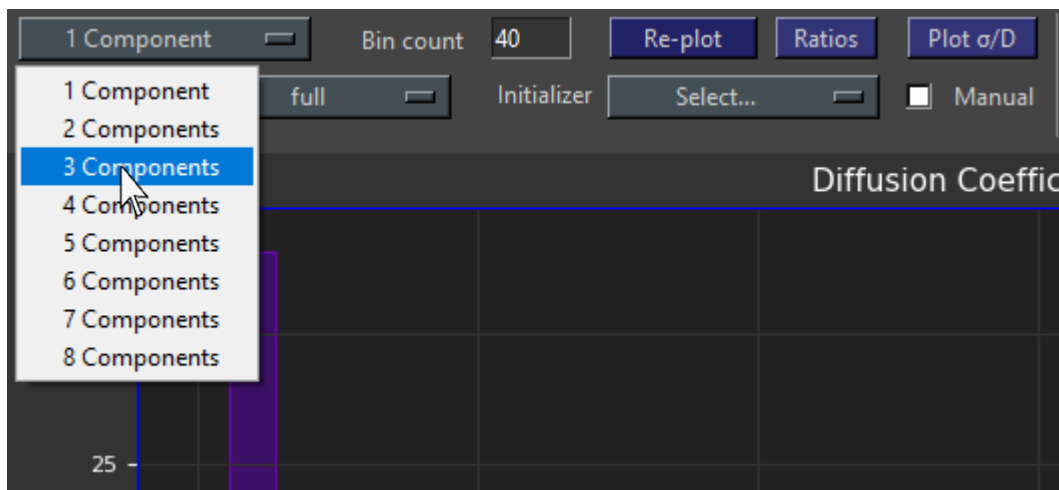 1 Component Bin count 40 Re-plot Ratios Plot σ/D
1 Component full Initializer Select... Manual
2 Components
3 Components
4 Components
5 Components
6 Components
7 Components
8 Components
Diffusion Coeffic
25